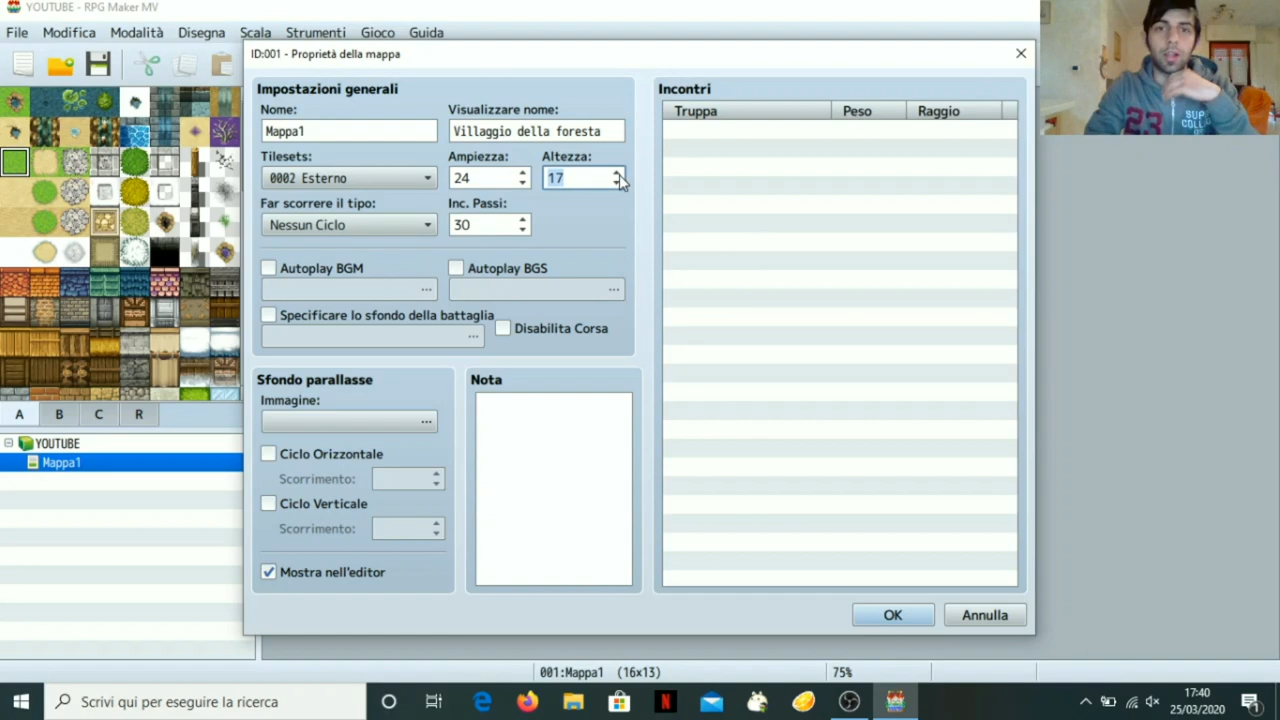 YOUTUBE - RPG Maker MV
File Modifica Modalità Disegna Scala Strumenti Gioco Guida
ID:001 - Proprietà della mappa
Impostazioni generali
Nome: Visualizzare nome:
Mappa1 Villaggio della foresta
Tilesets: Ampiezza: Altezza:
0002 Esterno 24 17
Far scorrere il tipo: Inc. Passi:
Nessun Ciclo 30
Autoplay BGM Autoplay BGS
... ...
Specificare lo sfondo della battaglia
... Disabilita Corsa
Sfondo parallasse
Immagine:
...
Ciclo Orizzontale
Scorrimento:
Ciclo Verticale
Scorrimento:
Mostra nell'editor
Nota
Incontri
Truppa Peso Raggio
OK Annulla
A B C R
YOUTUBE
Mappa1
001:Mappa1 (16x13) 75%
23 SUP
COLL
Scrivi qui per eseguire la ricerca
N
17:40
25/03/2020
1